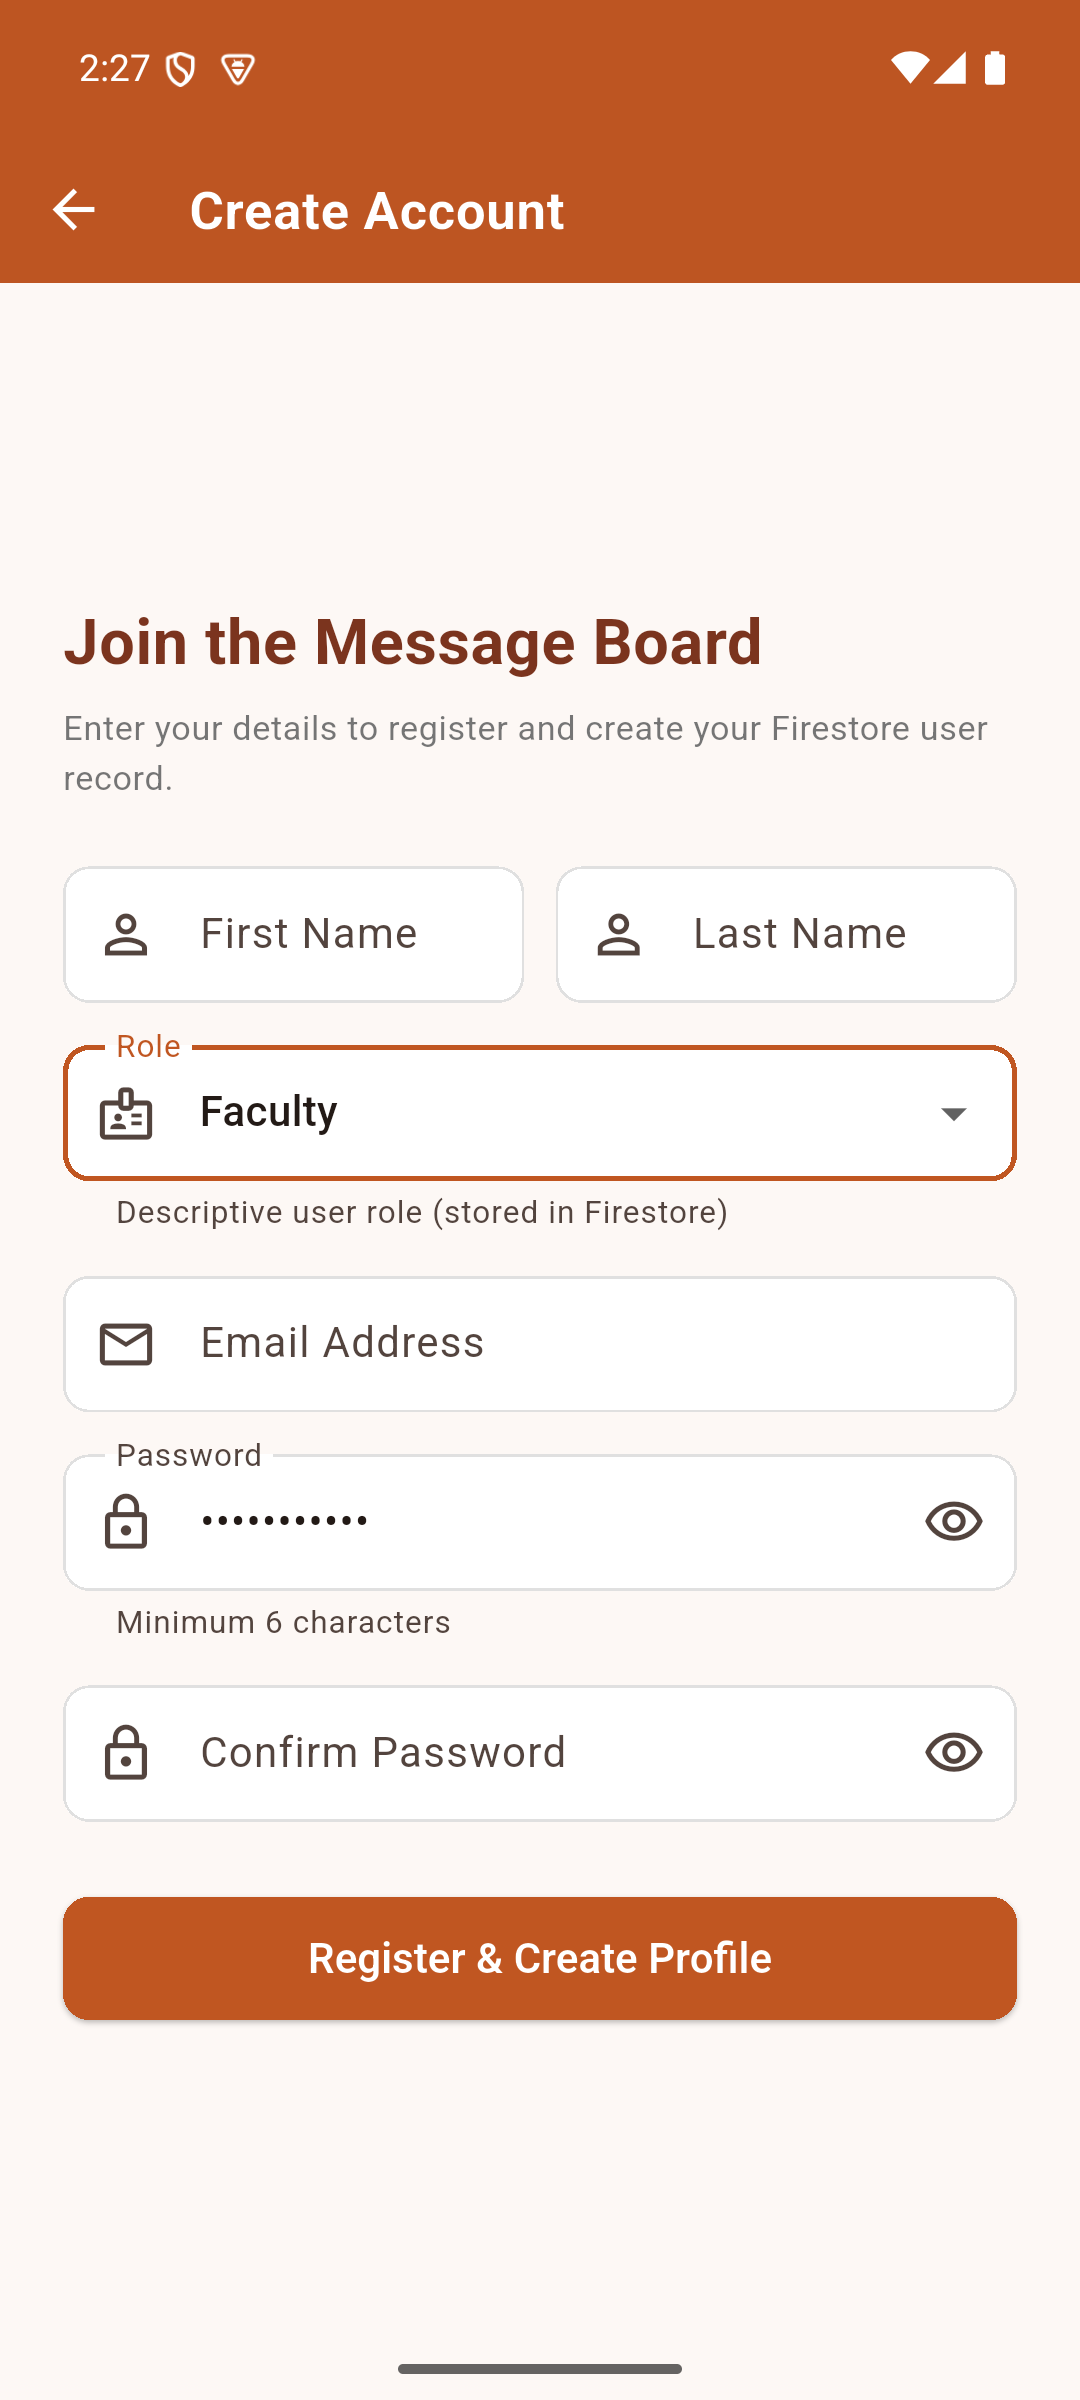 2:27
Create Account
Join the Message Board
Enter your details to register and create your Firestore user
record.
First Name
Last Name
Role
Faculty
Descriptive user role (stored in Firestore)
Email Address
Password
•••••••••••
Minimum 6 characters
Confirm Password
Register & Create Profile